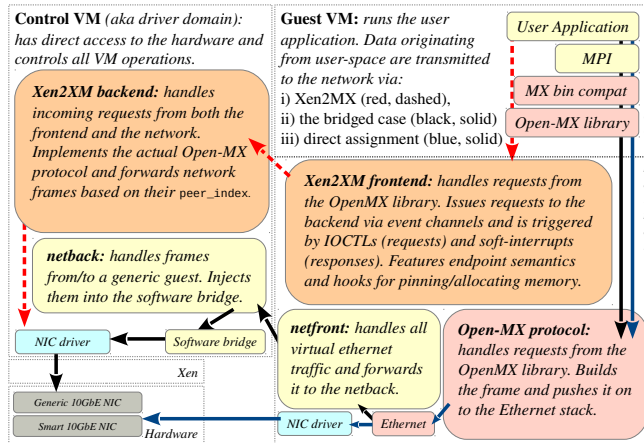 Control VM (aka driver domain):
has direct access to the hardware and
controls all VM operations.
Xen2XM backend: handles
incoming requests from both the
frontend and the network.
Implements the actual Open-MX
protocol and forwards network
frames based on their peer_index.
netback: handles frames
from/to a generic guest. Injects
them into the software bridge.
NIC driver
Software bridge
Xen
Generic 10GbE NIC
Smart 10GbE NIC
Hardware
Guest VM: runs the user
application. Data originating
from user-space are transmitted
to the network via:
i) Xen2MX (red, dashed),
ii) the bridged case (black, solid)
iii) direct assignment (blue, solid)
User Application
MPI
MX bin compat
Open-MX library
Xen2XM frontend: handles requests from
the OpenMX library. Issues requests to the
backend via event channels and is triggered
by IOCTLs (requests) and soft-interrupts
(responses). Features endpoint semantics
and hooks for pinning/allocating memory.
netfront: handles all
virtual ethernet
traffic and forwards
it to the netback.
Open-MX protocol:
handles requests from the
OpenMX library. Builds
the frame and pushes it on
to the Ethernet stack.
NIC driver
Ethernet